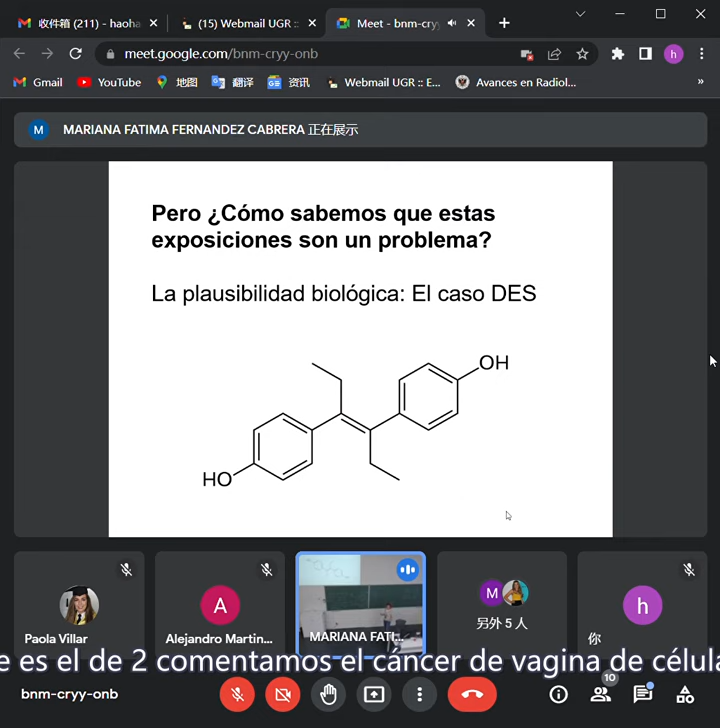 收件箱 (211) - haoha
(15) Webmail UGR ::
Meet - bnm-cry
meet.google.com/bnm-cryy-onb
h
Gmail
YouTube
地图
翻译
资讯
Webmail UGR :: E...
Avances en Radiol...
»
M
MARIANA FATIMA FERNANDEZ CABRERA 正在展示
Pero ¿Cómo sabemos que estas
exposiciones son un problema?
La plausibilidad biológica: El caso DES
OH
HO
Paola Villar
A
Alejandro Martin...
MARIANA FATI...
M
另外 5 人
h
你
e es el de 2 comentamos el cáncer de vagina de célula
bnm-cryy-onb
10